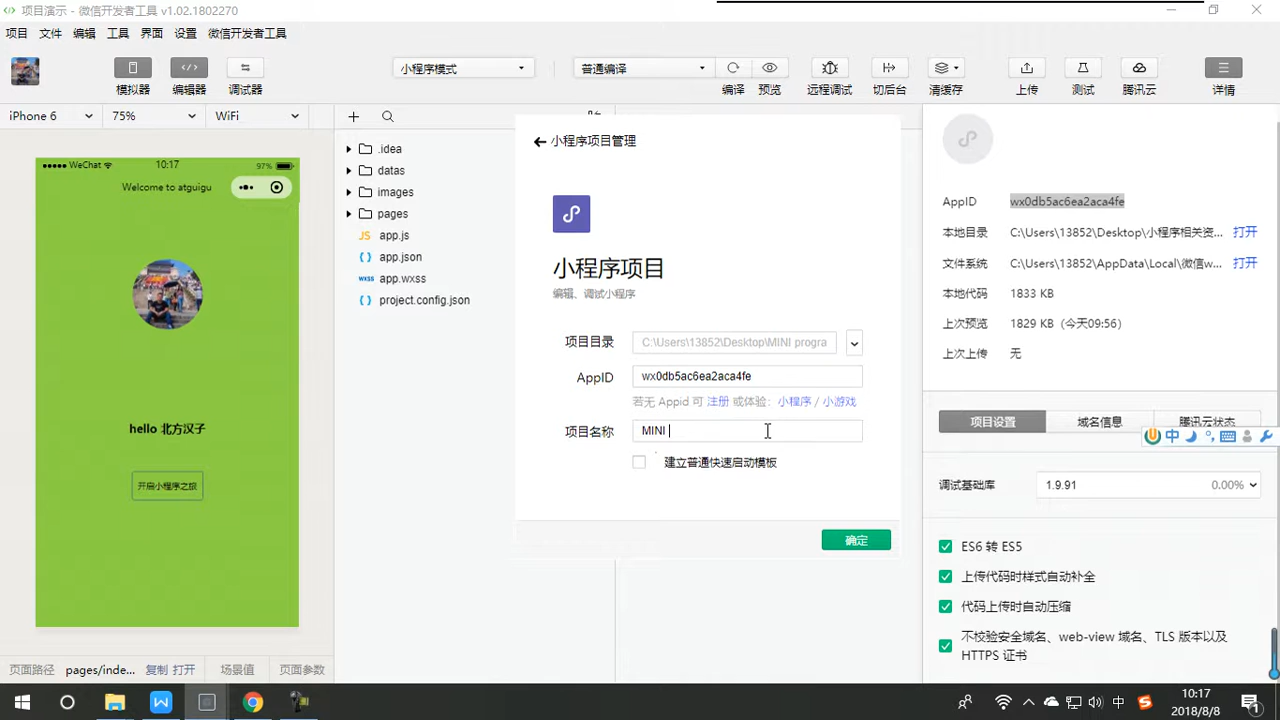 项目演示 - 微信开发者工具 v1.02.1802270
项目 文件 编辑 工具 界面 设置 微信开发者工具
小程序模式
普通编译
模拟器 编辑器 调试器
编译 预览 远程调试 切后台 清缓存
上传 测试 腾讯云 详情
iPhone 6 75% WiFi
WeChat 10:17 97%
Welcome to atguigu
hello 北方汉子
开启小程序之旅
.idea
datas
images
pages
JS app.js
{ } app.json
wxss app.wxss
{ } project.config.json
小程序项目管理
小程序项目
编辑、调试小程序
项目目录 C:\Users\13852\Desktop\MINI progra
AppID wx0db5ac6ea2aca4fe
若无 Appid 可 注册 或体验: 小程序 / 小游戏
项目名称 MINI
建立普通快速启动模板
确定
AppID wx0db5ac6ea2aca4fe
本地目录 C:\Users\13852\Desktop\小程序相关资... 打开
文件系统 C:\Users\13852\AppData\Local\微信w... 打开
本地代码 1833 KB
上次预览 1829 KB (今天09:56)
上次上传 无
项目设置 域名信息 腾讯云状态
中
调试基础库 1.9.91 0.00%
ES6 转 ES5
上传代码时样式自动补全
代码上传时自动压缩
不校验安全域名、web-view 域名、TLS 版本以及
HTTPS 证书
页面路径 pages/inde... 复制 打开 场景值 页面参数
中 10:17
2018/8/8
1